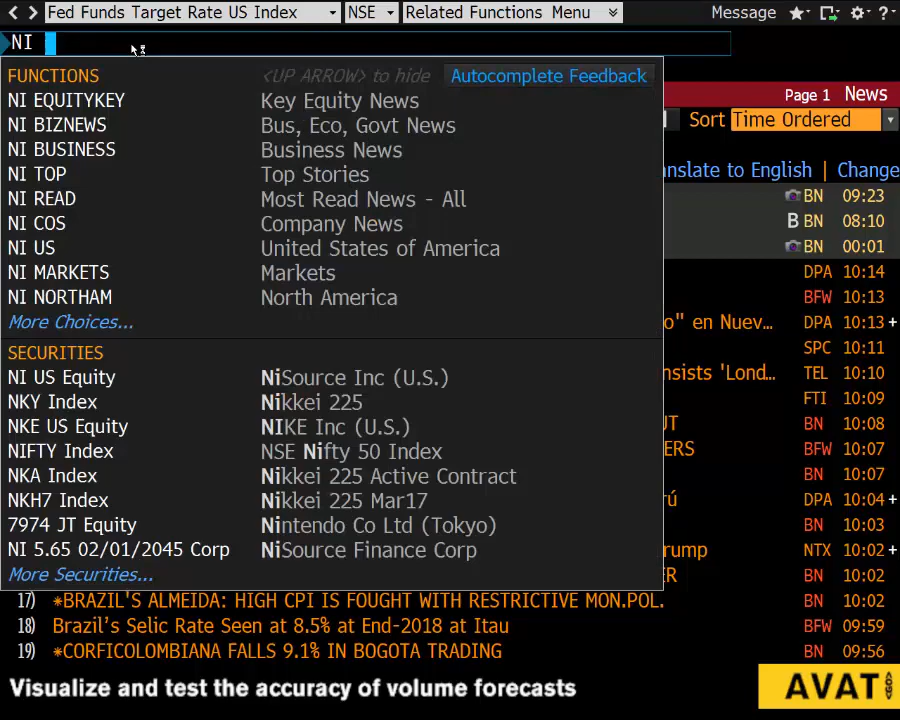 Fed Funds Target Rate US Index NSE Related Functions Menu Message ?
NI
FUNCTIONS <UP ARROW> to hide Autocomplete Feedback
NI EQUITYKEY Key Equity News
NI BIZNEWS Bus, Eco, Govt News
NI BUSINESS Business News
NI TOP Top Stories
NI READ Most Read News - All
NI COS Company News
NI US United States of America
NI MARKETS Markets
NI NORTHAM North America
More Choices...
SECURITIES
NI US Equity NiSource Inc (U.S.)
NKY Index Nikkei 225
NKE US Equity NIKE Inc (U.S.)
NIFTY Index NSE Nifty 50 Index
NKA Index Nikkei 225 Active Contract
NKH7 Index Nikkei 225 Mar17
7974 JT Equity Nintendo Co Ltd (Tokyo)
NI 5.65 02/01/2045 Corp NiSource Finance Corp
More Securities...
Page 1 News
Sort Time Ordered
anslate to English | Change
BN 09:23
B BN 08:10
BN 00:01
DPA 10:14
BFW 10:13
o" en Nuev... DPA 10:13 +
SPC 10:11
nsists 'Lond... TEL 10:10
FTI 10:09
UT BN 10:08
ERS BFW 10:07
BN 10:07
rú DPA 10:04 +
BN 10:03
rump NTX 10:02 +
R BN 10:02
17) *BRAZIL'S ALMEIDA: HIGH CPI IS FOUGHT WITH RESTRICTIVE MON.POL. BN 10:02
18) Brazil's Selic Rate Seen at 8.5% at End-2018 at Itau BFW 09:59
19) *CORFICOLOMBIANA FALLS 9.1% IN BOGOTA TRADING BN 09:56
Visualize and test the accuracy of volume forecasts AVAT GO